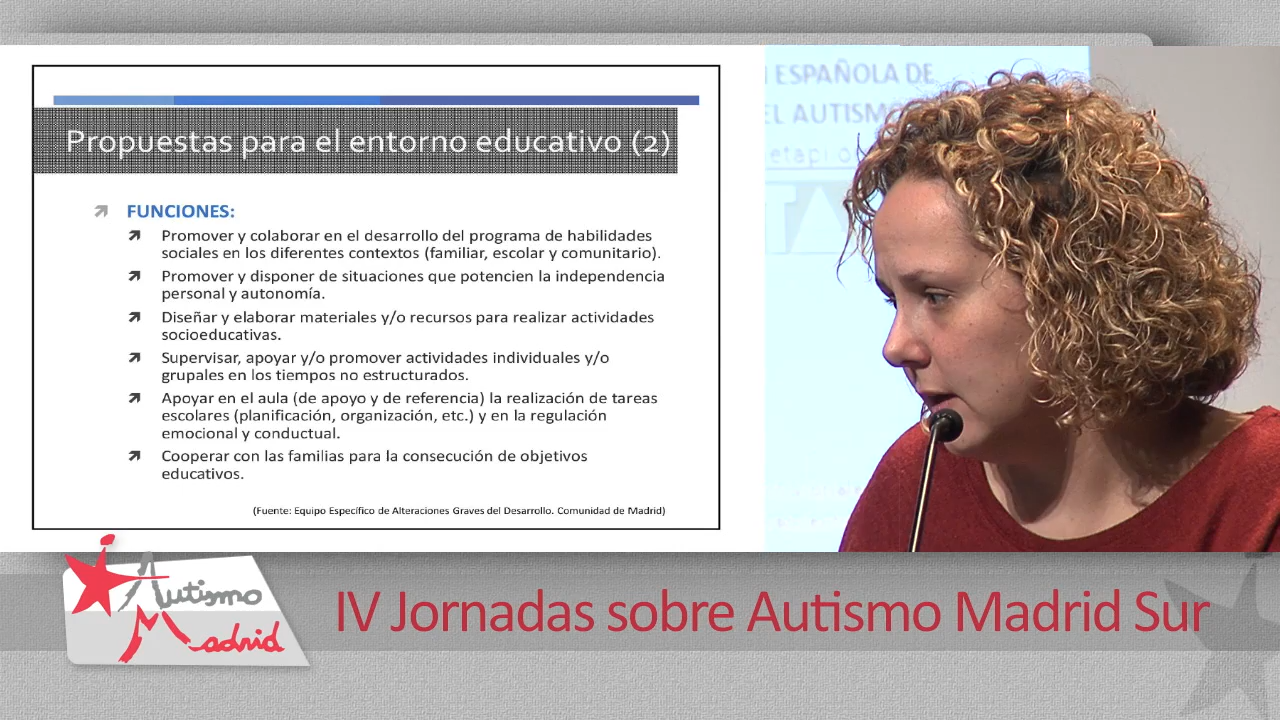 Propuestas para el entorno educativo (2)
FUNCIONES:
Promover y colaborar en el desarrollo del programa de habilidades
sociales en los diferentes contextos (familiar, escolar y comunitario).
Promover y disponer de situaciones que potencien la independencia
personal y autonomía.
Diseñar y elaborar materiales y/o recursos para realizar actividades
socioeducativas.
Supervisar, apoyar y/o promover actividades individuales y/o
grupales en los tiempos no estructurados.
Apoyar en el aula (de apoyo y de referencia) la realización de tareas
escolares (planificación, organización, etc.) y en la regulación
emocional y conductual.
Cooperar con las familias para la consecución de objetivos
educativos.
(Fuente: Equipo Específico de Alteraciones Graves del Desarrollo. Comunidad de Madrid)
ESPAÑOLA DE
EL AUTISMO
Autismo
Madrid
IV Jornadas sobre Autismo Madrid Sur